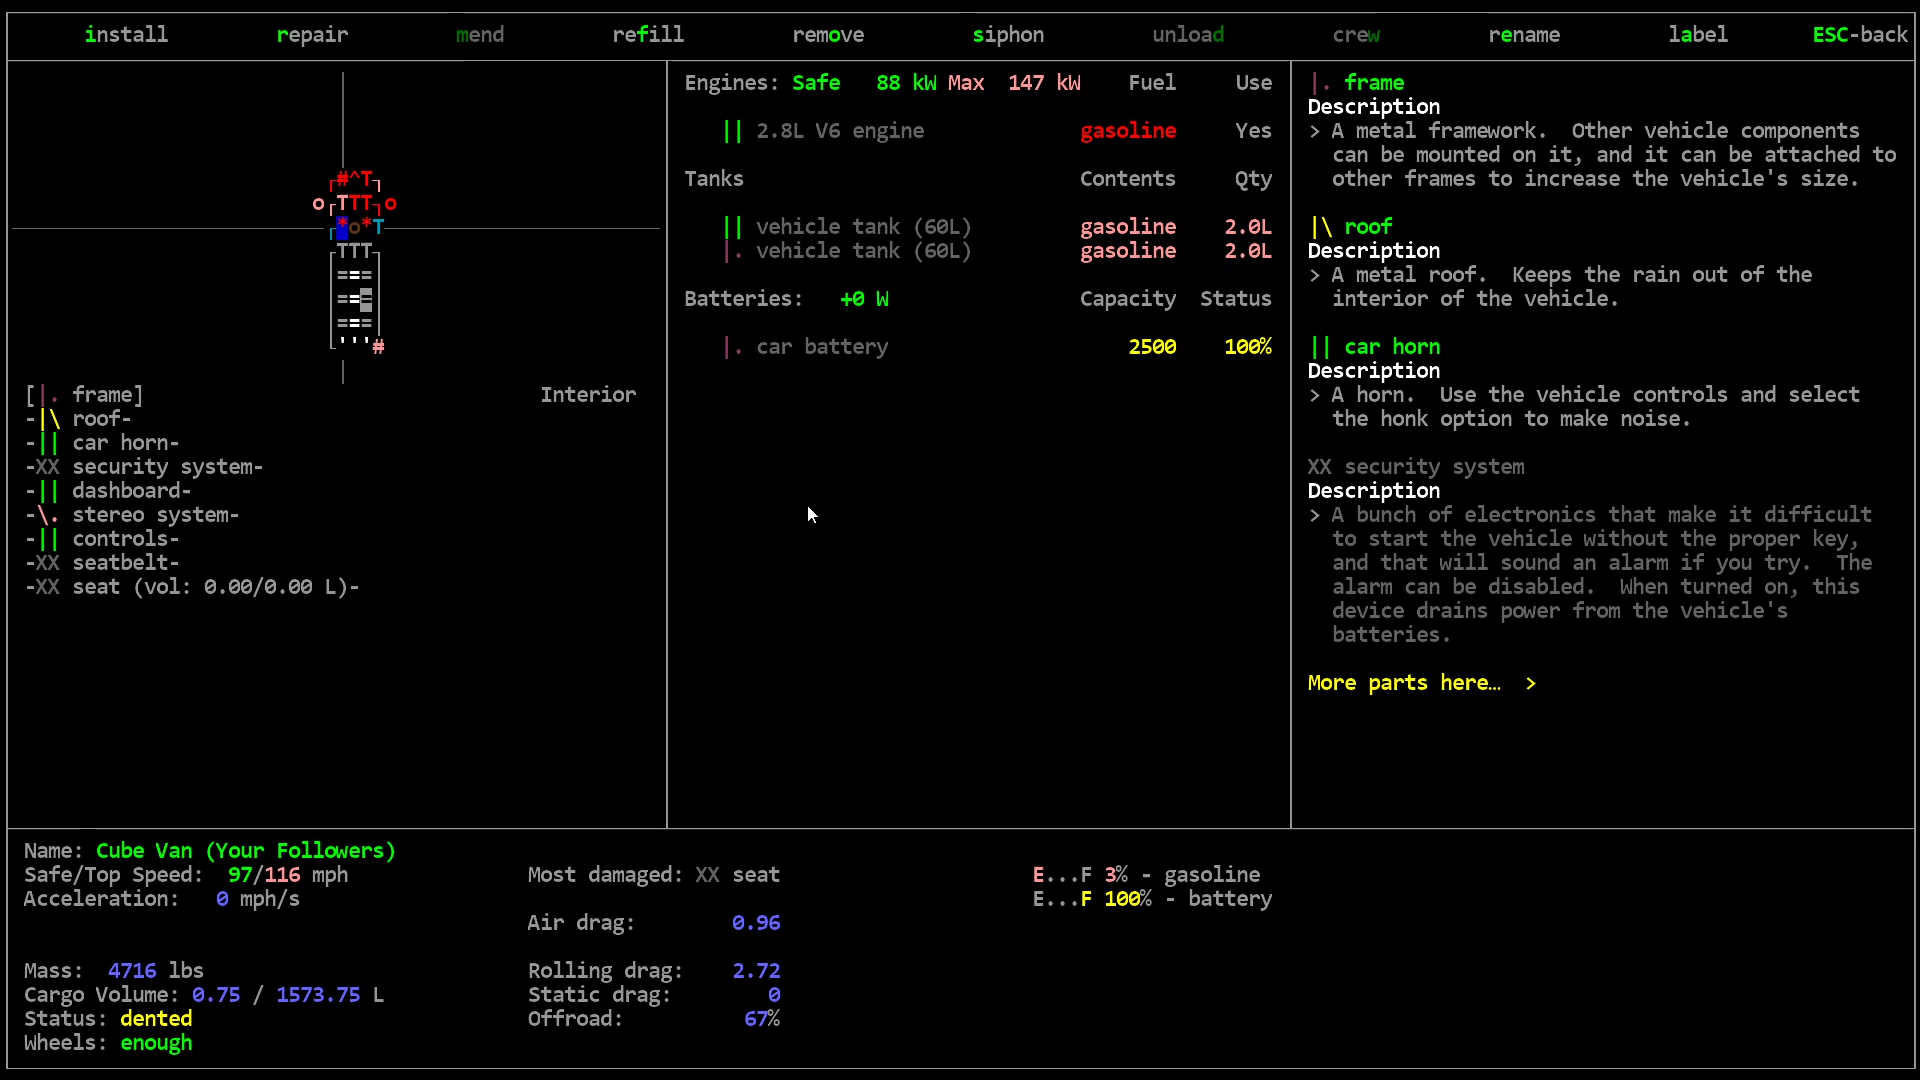 install repair mend refill remove siphon unload crew rename label ESC-back
┌#^T┐
o┌TTT┐o
┌*o*T
┌TTT┐
│===│
│===│
│===│
└'''#
[|. frame] Interior
-|\ roof-
-|| car horn-
-XX security system-
-|| dashboard-
-\. stereo system-
-|| controls-
-XX seatbelt-
-XX seat (vol: 0.00/0.00 L)-
Engines: Safe 88 kW Max 147 kW Fuel Use
|| 2.8L V6 engine gasoline Yes
Tanks Contents Qty
|| vehicle tank (60L) gasoline 2.0L
|. vehicle tank (60L) gasoline 2.0L
Batteries: +0 W Capacity Status
|. car battery 2500 100%
|. frame
Description
> A metal framework.  Other vehicle components
can be mounted on it, and it can be attached to
other frames to increase the vehicle's size.
|\ roof
Description
> A metal roof.  Keeps the rain out of the
interior of the vehicle.
|| car horn
Description
> A horn.  Use the vehicle controls and select
the honk option to make noise.
XX security system
Description
> A bunch of electronics that make it difficult
to start the vehicle without the proper key,
and that will sound an alarm if you try.  The
alarm can be disabled.  When turned on, this
device drains power from the vehicle's
batteries.
More parts here…  >
Name: Cube Van (Your Followers)
Safe/Top Speed: 97/116 mph
Acceleration: 0 mph/s
Mass: 4716 lbs
Cargo Volume: 0.75 / 1573.75 L
Status: dented
Wheels: enough
Most damaged: XX seat
Air drag: 0.96
Rolling drag: 2.72
Static drag: 0
Offroad: 67%
E...F 3% - gasoline
E...F 100% - battery